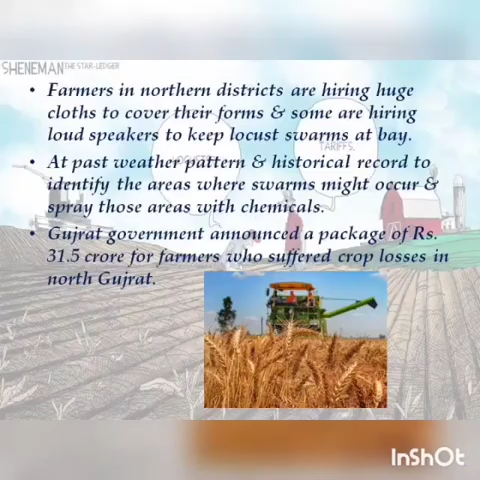 SHENEMAN THE STAR-LEDGER
• Farmers in northern districts are hiring huge
cloths to cover their forms & some are hiring
loud speakers to keep locust swarms at bay.
TARIFFS.
• At past weather pattern & historical record to
identify the areas where swarms might occur &
spray those areas with chemicals.
• Gujrat government announced a package of Rs.
31.5 crore for farmers who suffered crop losses in
north Gujrat.
InShOt